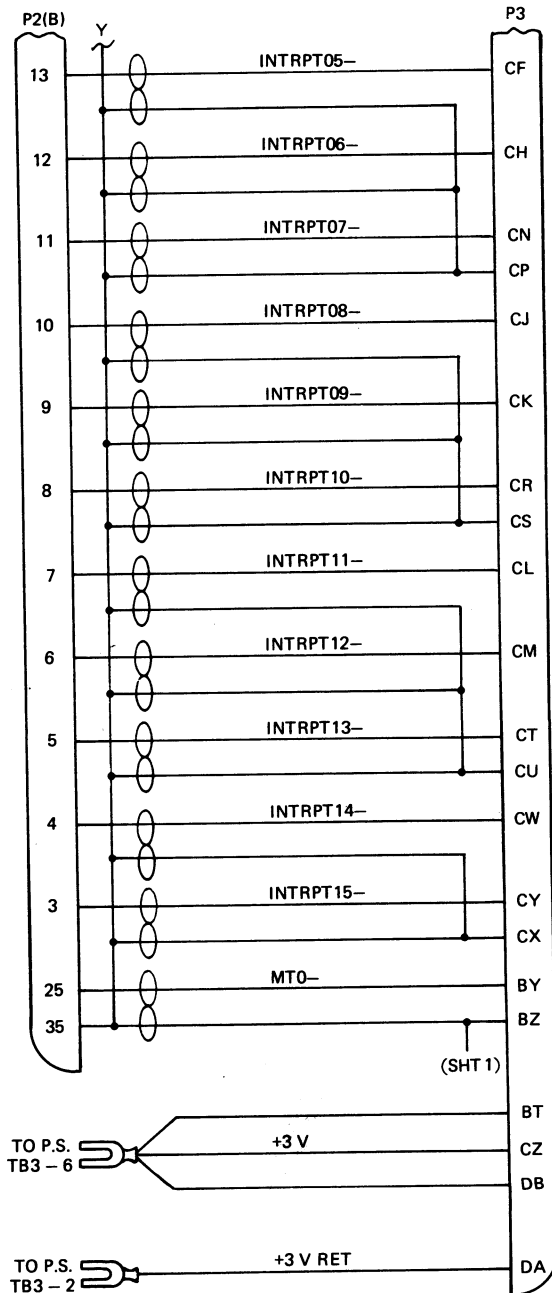 P2(B) Y P3
13 INTRPT05– CF
12 INTRPT06– CH
11 INTRPT07– CN
CP
10 INTRPT08– CJ
9 INTRPT09– CK
8 INTRPT10– CR
CS
7 INTRPT11– CL
6 INTRPT12– CM
5 INTRPT13– CT
CU
4 INTRPT14– CW
3 INTRPT15– CY
CX
25 MT0– BY
35 BZ
(SHT 1)
BT
TO P.S. +3 V CZ
TB3 – 6
DB
TO P.S. +3 V RET DA
TB3 – 2